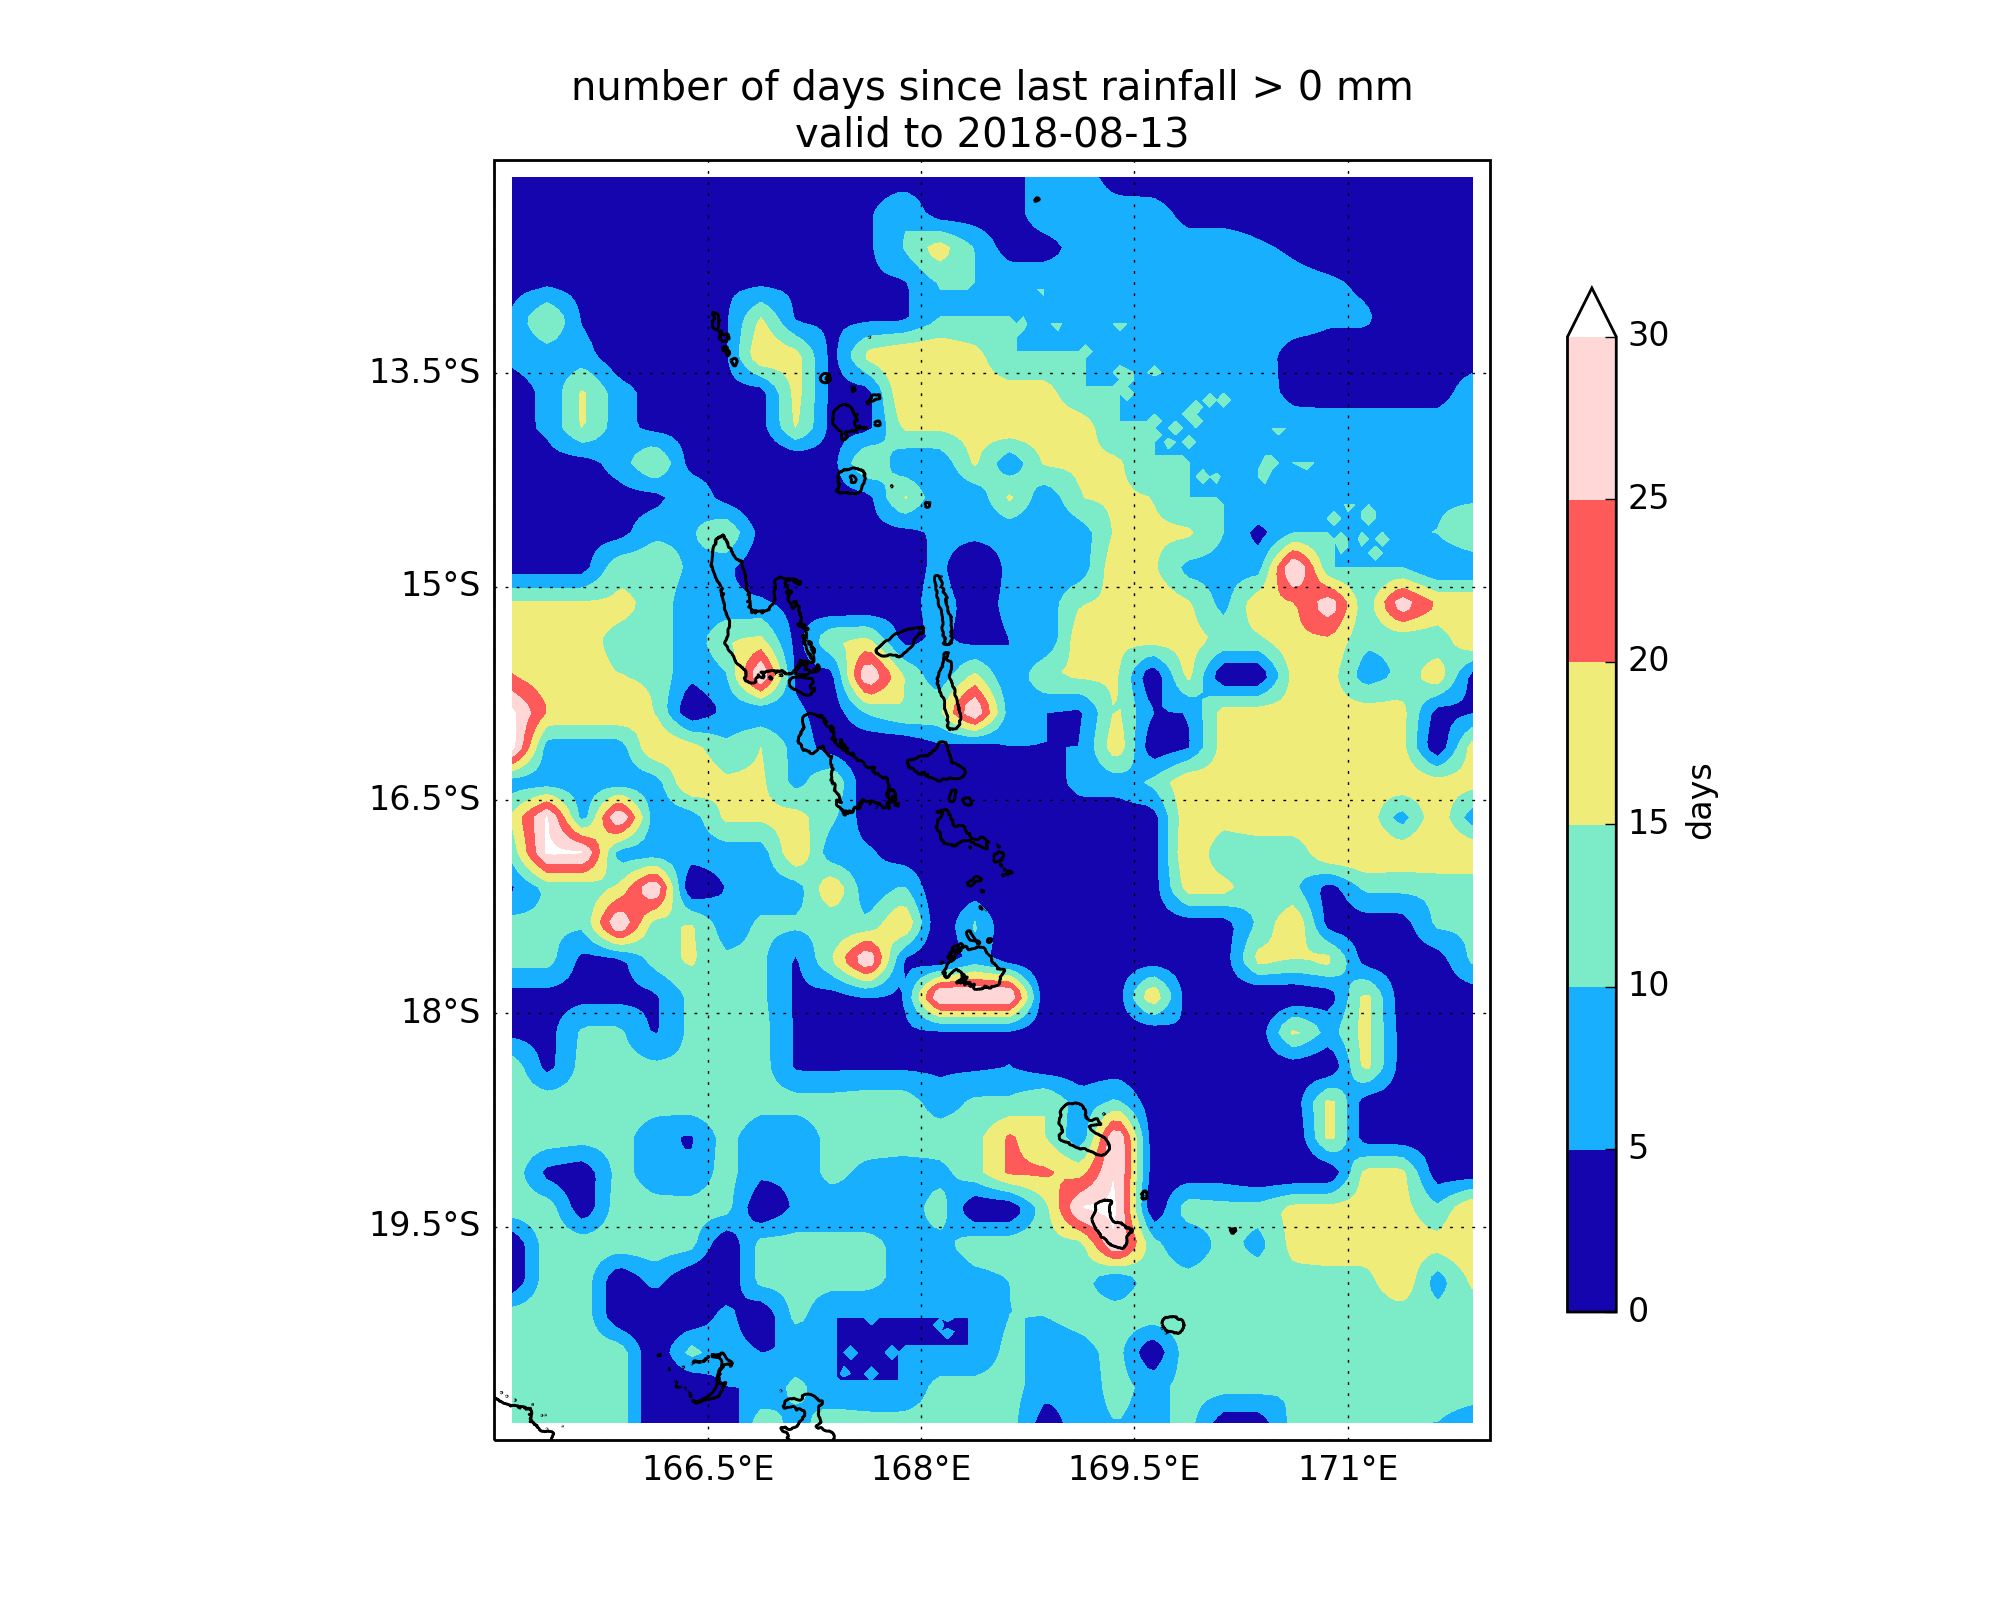 number of days since last rainfall > 0 mm
valid to 2018-08-13
13.5°S
15°S
16.5°S
18°S
19.5°S
166.5°E
168°E
169.5°E
171°E
30
25
20
15
10
5
0
days